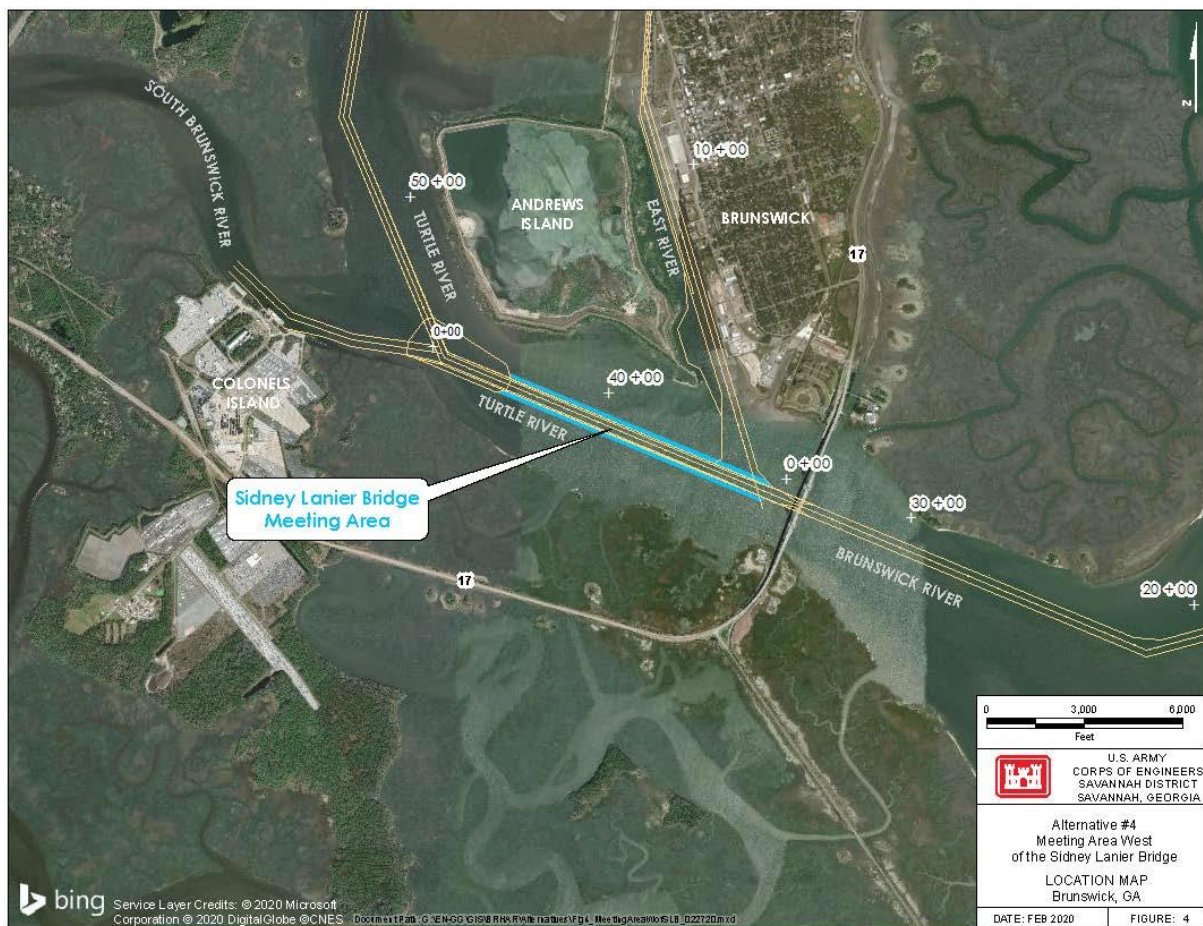 SOUTH BRUNSWICK RIVER
50 + 00
TURTLE RIVER
ANDREWS
ISLAND
EAST RIVER
10 + 00
BRUNSWICK
17
N
0+00
COLONELS
ISLAND
40 + 00
TURTLE RIVER
0 + 00
30 + 00
Sidney Lanier Bridge
Meeting Area
BRUNSWICK RIVER
17
20 + 00
0 3,000 6,000
Feet
U.S. ARMY
CORPS OF ENGINEERS
SAVANNAH DISTRICT
SAVANNAH, GEORGIA
Alternative #4
Meeting Area West
of the Sidney Lanier Bridge
LOCATION MAP
Brunswick, GA
DATE: FEB 2020 FIGURE: 4
bing
Service Layer Credits: © 2020 Microsoft
Corporation © 2020 DigitalGlobe ©CNES
Document Path: